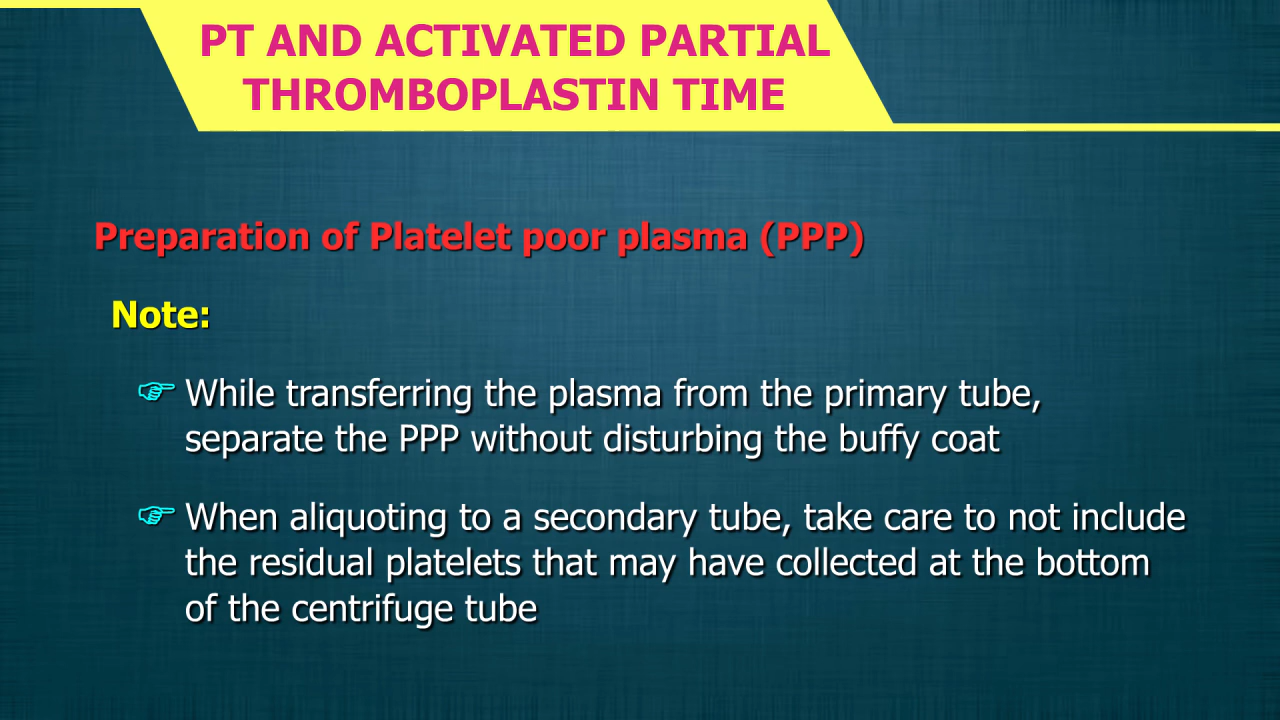 PT AND ACTIVATED PARTIAL
THROMBOPLASTIN TIME
Preparation of Platelet poor plasma (PPP)
Note:
☞ While transferring the plasma from the primary tube,
separate the PPP without disturbing the buffy coat
☞ When aliquoting to a secondary tube, take care to not include
the residual platelets that may have collected at the bottom
of the centrifuge tube